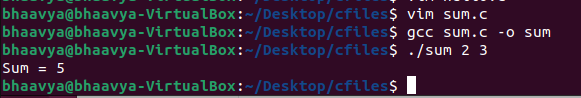 bhaavya@bhaavya-VirtualBox:~/Desktop/cfiles$ vim sum.c
bhaavya@bhaavya-VirtualBox:~/Desktop/cfiles$ gcc sum.c -o sum
bhaavya@bhaavya-VirtualBox:~/Desktop/cfiles$ ./sum 2 3
Sum = 5
bhaavya@bhaavya-VirtualBox:~/Desktop/cfiles$